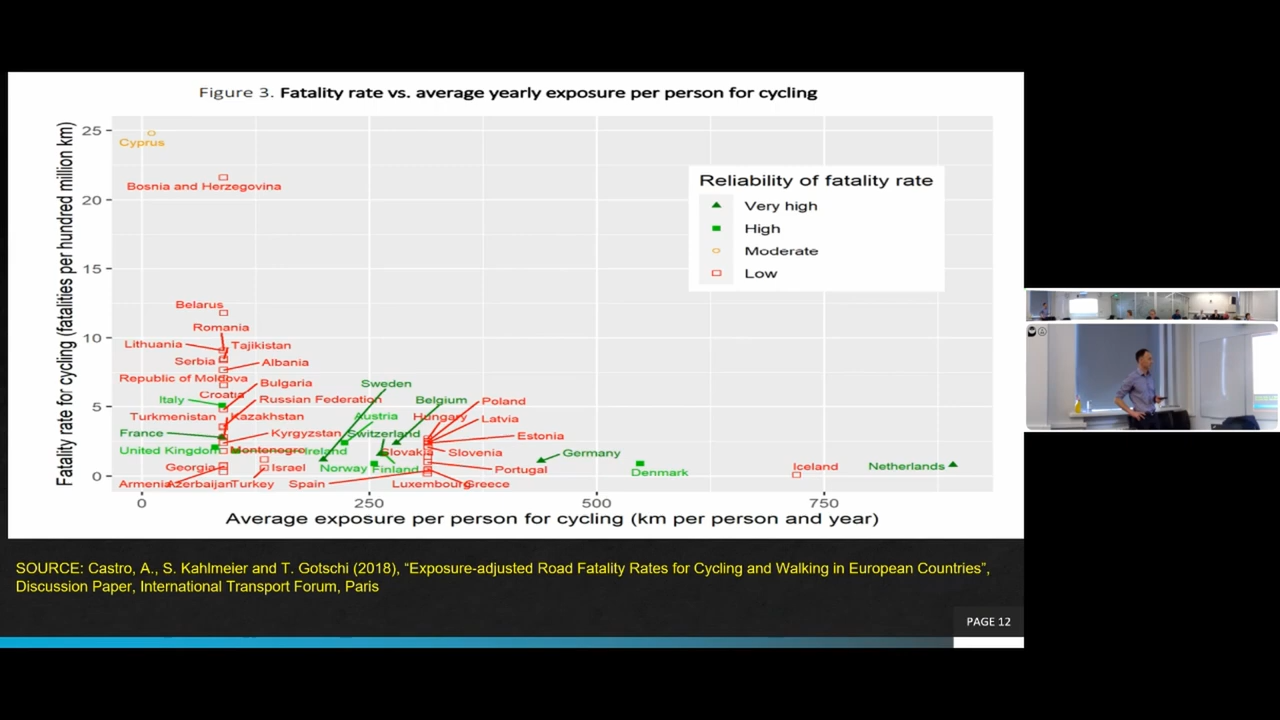 Figure 3. Fatality rate vs. average yearly exposure per person for cycling
Fatality rate for cycling (fatalities per hundred million km)
25
20
15
10
5
0
Cyprus
Bosnia and Herzegovina
Reliability of fatality rate
Very high
High
Moderate
Low
Belarus
Romania
Lithuania
Tajikistan
Serbia
Albania
Republic of Moldova
Bulgaria
Sweden
Croatia
Italy
Russian Federation
Belgium
Poland
Turkmenistan
Kazakhstan
Austria
Hungary
Latvia
France
Kyrgyzstan
Switzerland
Estonia
United Kingdom
Montenegro
Ireland
Slovakia
Slovenia
Germany
Georgia
Israel
Norway
Finland
Portugal
Denmark
Iceland
Netherlands
Armenia
Azerbaijan
Turkey
Spain
Luxembourg
Greece
0
250
500
750
Average exposure per person for cycling (km per person and year)
SOURCE: Castro, A., S. Kahlmeier and T. Gotschi (2018), “Exposure-adjusted Road Fatality Rates for Cycling and Walking in European Countries”,
Discussion Paper, International Transport Forum, Paris
PAGE 12